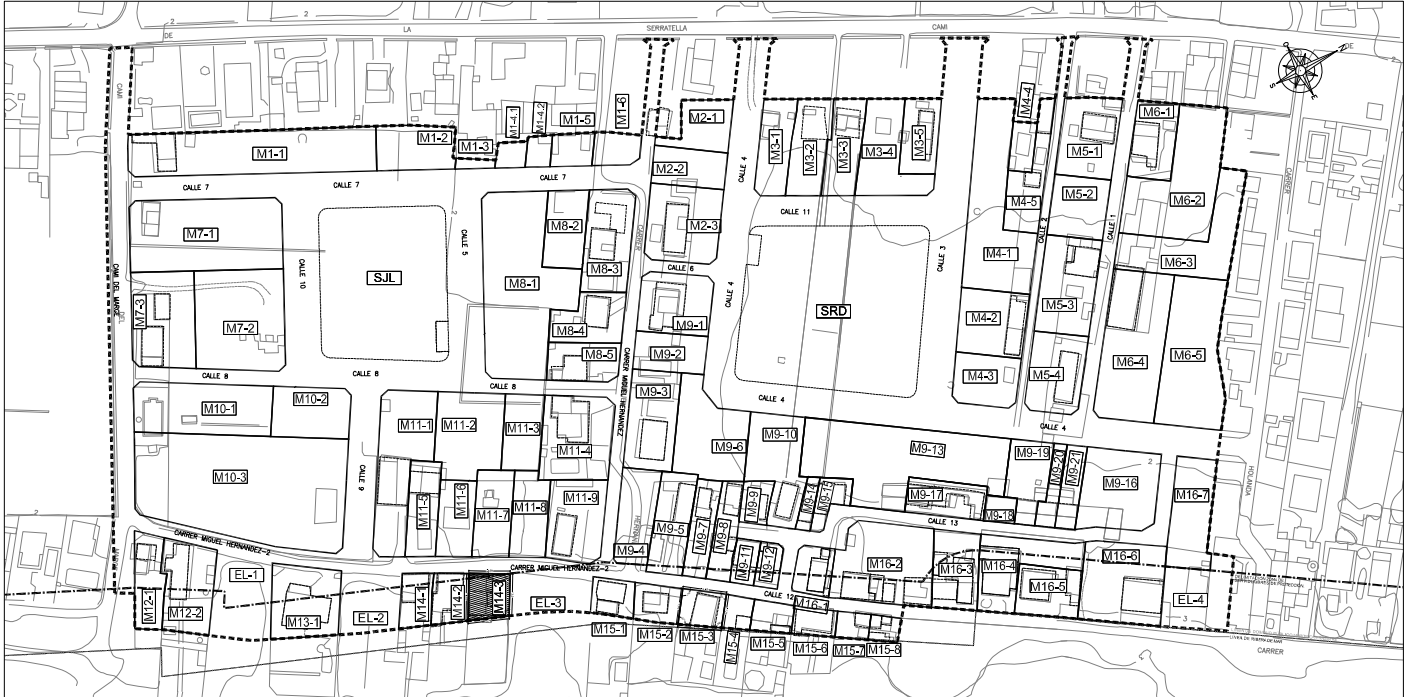 2
2
DE
LA
SERRATELLA
CAMI
DE
CAMI
M1-4.1
M1-4.2
M1-6
M4-4
M1-2
M1-3
M1-5
M2-1
M6-1
M1-1
M3-1
M3-2
M3-3
M3-4
M3-5
M5-1
CALLE 7
CALLE 7
CALLE 7
M2-2
CALLE 4
M4-5
CALLE 2
M5-2
M6-2
CARRER
CALLE 11
CALLE 1
M7-1
CALLE 5
2
M8-2
M2-3
CARRER
CALLE 3
M4-1
M6-3
CALLE 10
SJL
M8-1
M8-3
CALLE 6
CALLE 4
CAMI DEL MARGE
DEL
M7-3
M7-2
M8-4
M9-1
SRD
M4-2
M5-3
M8-5
M9-2
CARRER MIGUEL HERNANDEZ
M4-3
M5-4
M6-4
M6-5
CALLE 8
CALLE 8
CALLE 8
M9-3
CALLE 4
CALLE 4
M10-1
M10-2
M11-1
M11-2
M11-3
M11-4
M9-6
M9-10
M9-13
M9-19
M9-20
M9-21
2
M10-3
CALLE 9
M11-5
M11-6
M11-7
M11-8
M11-9
HERNAN
M9-5
M9-7
M9-8
M9-9
M9-14
M9-15
M9-17
M9-18
M9-16
M16-7
HOLANDA
2
CALLE 13
CARRER MIGUEL HERNANDEZ-2
CARRER MIGUEL HERNANDEZ-2
M9-4
M9-11
M9-12
M16-2
M16-3
M16-4
M16-5
M16-6
EL-1
M12-1
M12-2
M13-1
EL-2
M14-1
M14-2
M14-3
EL-3
CALLE 12
M16-1
EL-4
M15-1
M15-2
M15-3
M15-4
M15-5
M15-6
M15-7
M15-8
3
CARRER